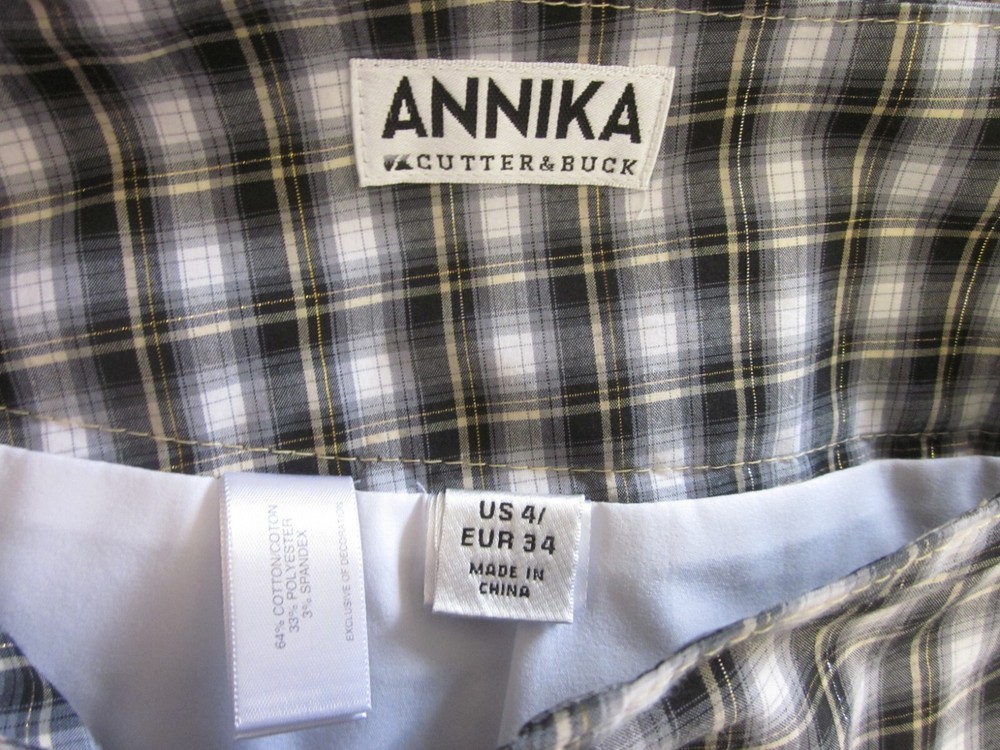 ANNIKA
CUTTER&BUCK
64% COTTON/COTON
33% POLYESTER
3% SPANDEX
EXCLUSIVE OF DECORATION
US 4/
EUR 34
MADE IN
CHINA